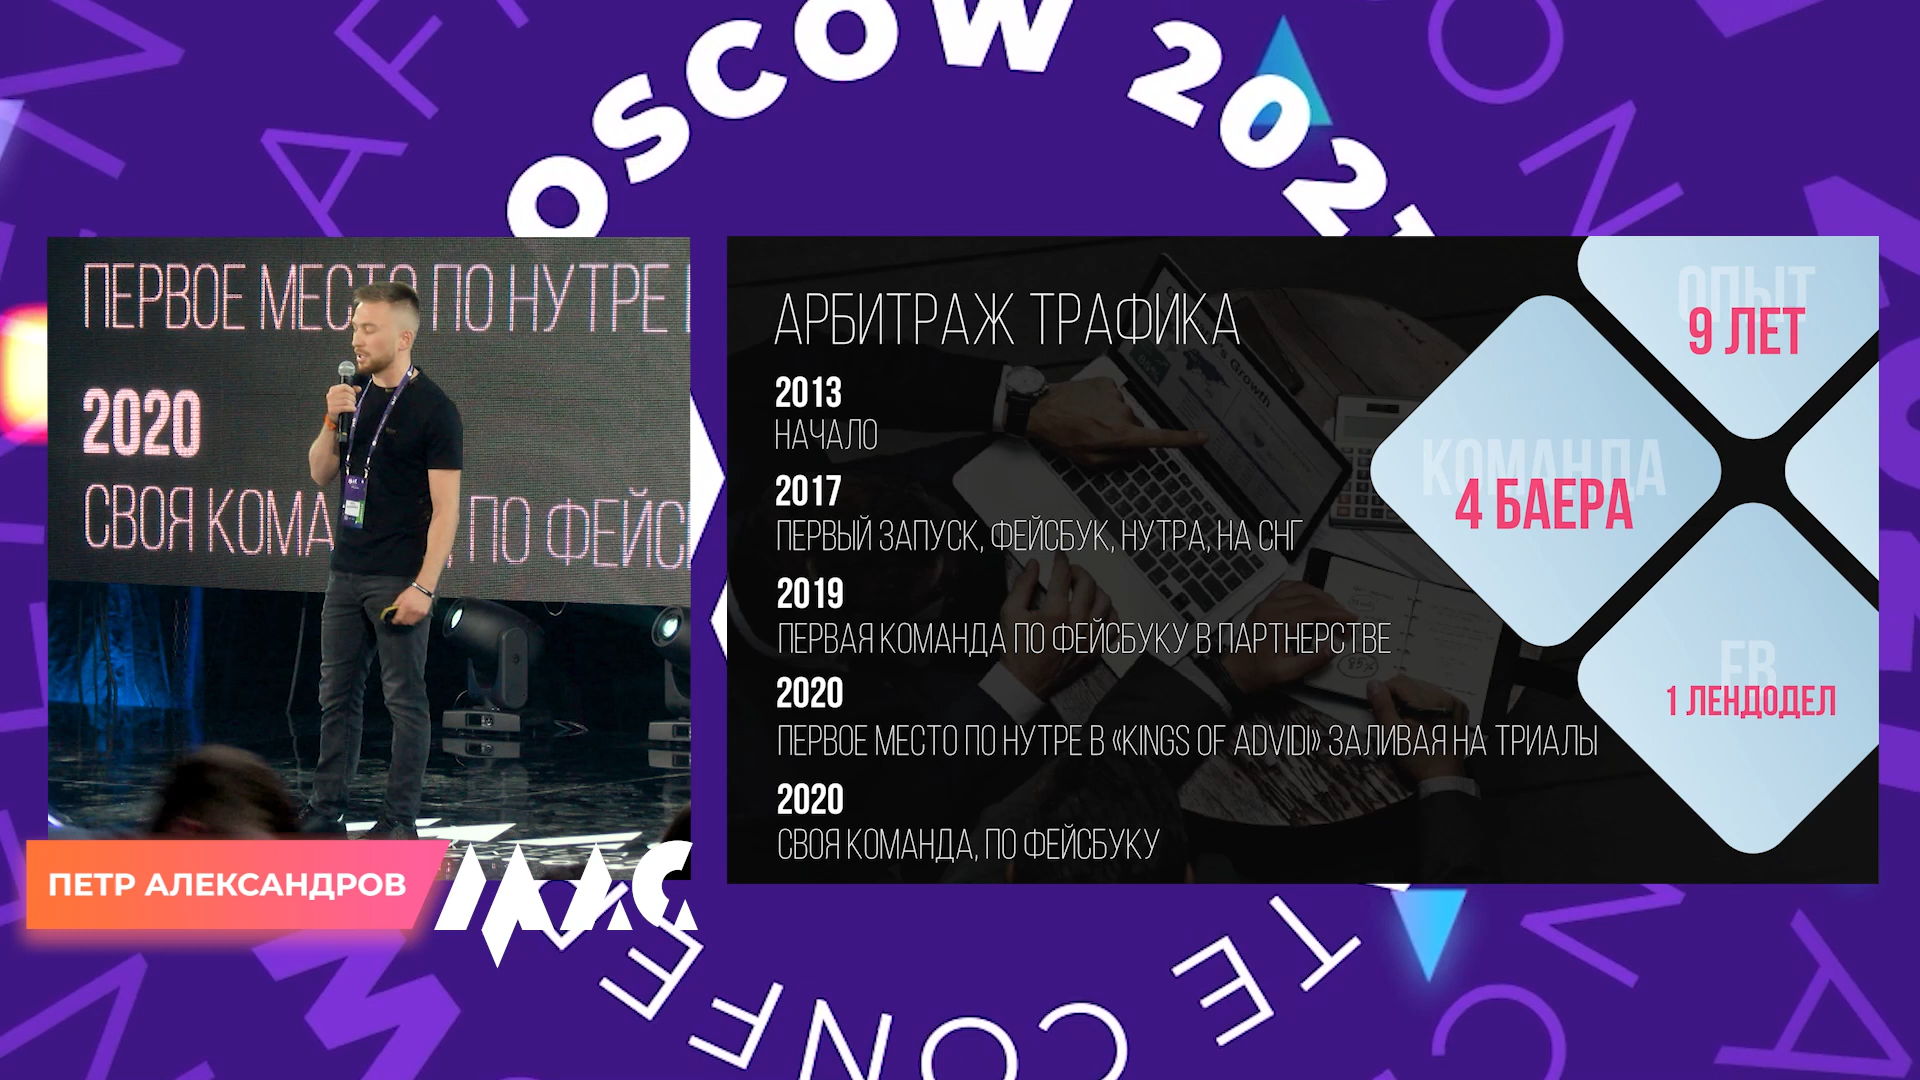 OSCOW 202
ПЕРВОЕ МЕСТО ПО НУТРЕ
2020
СВОЯ КОМА ПО ФЕЙС
АРБИТРАЖ ТРАФИКА
2013
НАЧАЛО
2017
ПЕРВЫЙ ЗАПУСК, ФЕЙСБУК, НУТРА, НА СНГ
2019
ПЕРВАЯ КОМАНДА ПО ФЕЙСБУКУ В ПАРТНЕРСТВЕ
2020
ПЕРВОЕ МЕСТО ПО НУТРЕ В «KINGS OF ADVIDI» ЗАЛИВАЯ НА ТРИАЛЫ
2020
СВОЯ КОМАНДА, ПО ФЕЙСБУКУ
ОПЫТ
9 ЛЕТ
КОМАНДА
4 БАЕРА
FB
1 ЛЕНДОДЕЛ
ПЕТР АЛЕКСАНДРОВ
MAC
TE CONFE